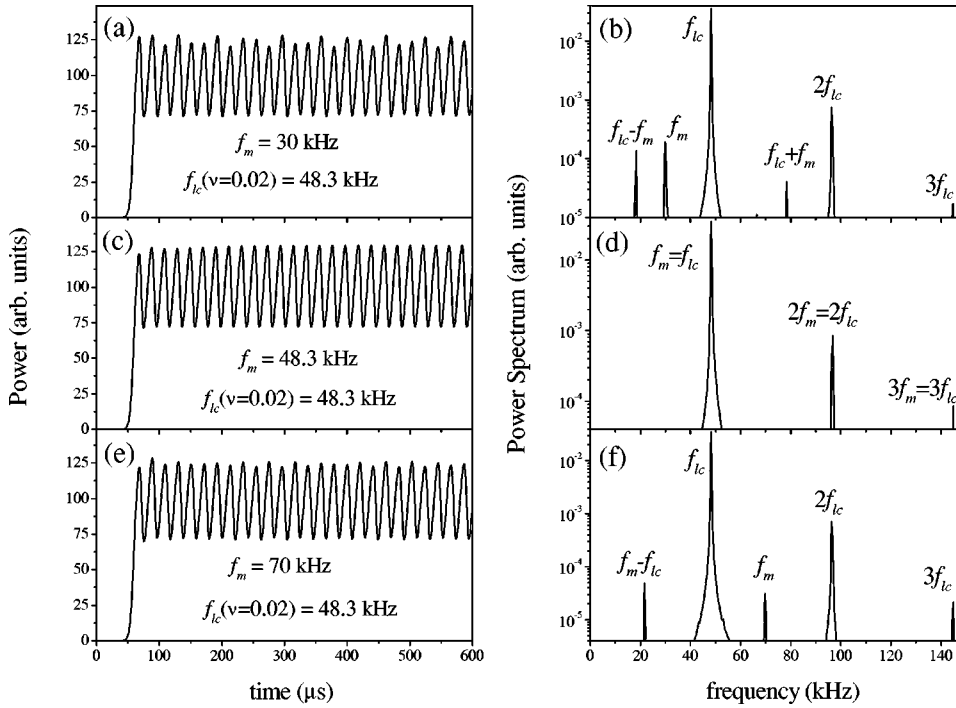 Power (arb. units)
(a)
125
100
75
50
25
0
f_m = 30 kHz
f_lc(ν=0.02) = 48.3 kHz
(c)
125
100
75
50
25
0
f_m = 48.3 kHz
f_lc(ν=0.02) = 48.3 kHz
(e)
125
100
75
50
25
0
f_m = 70 kHz
f_lc(ν=0.02) = 48.3 kHz
0 100 200 300 400 500 600
time (µs)
Power Spectrum (arb. units)
(b)
10^-2
10^-3
10^-4
10^-5
f_lc
2f_lc
f_lc-f_m
f_m
f_lc+f_m
3f_lc
(d)
10^-2
10^-3
10^-4
f_m=f_lc
2f_m=2f_lc
3f_m=3f_lc
(f)
10^-2
10^-3
10^-4
10^-5
f_lc
2f_lc
f_m-f_lc
f_m
3f_lc
0 20 40 60 80 100 120 140
frequency (kHz)